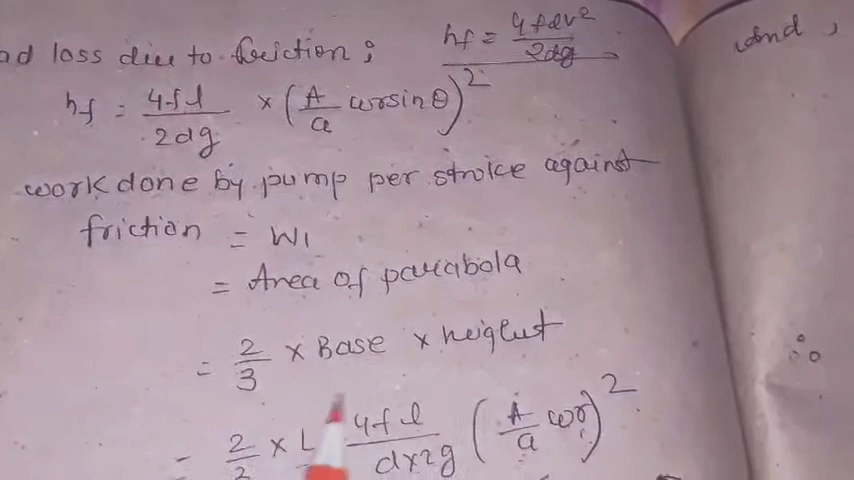 ad loss due to friction ; hf = 4flv² / 2dg
and ,
hf = 4fl / 2dg × (A/a ωr sin θ)²
work done by pump per stroke against
friction = W1
= Area of parabola
= 2/3 × Base × height
= 2/3 × L 4fl / d×2g (A/a ωr)²
∴